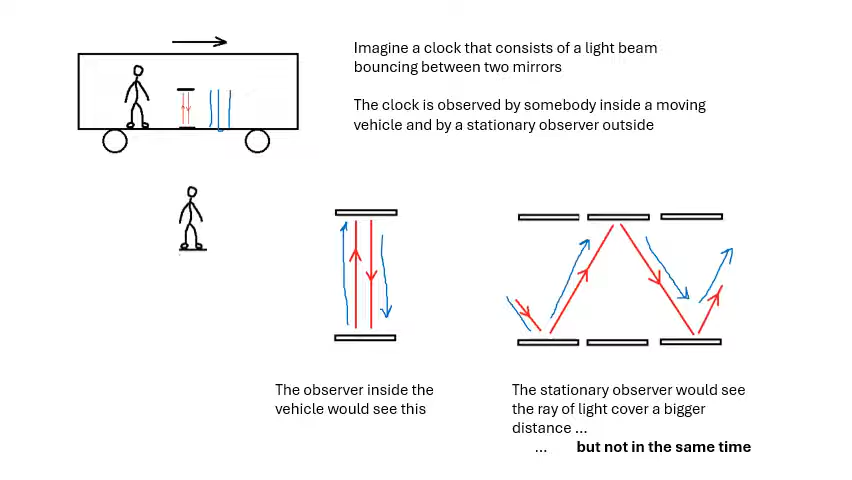 Imagine a clock that consists of a light beam
bouncing between two mirrors
The clock is observed by somebody inside a moving
vehicle and by a stationary observer outside
The observer inside the
vehicle would see this
The stationary observer would see
the ray of light cover a bigger
distance ...
... but not in the same time